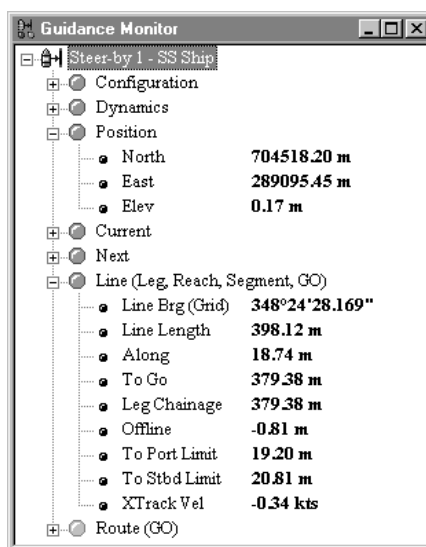 Guidance Monitor
Steer-by 1 - SS Ship
Configuration
Dynamics
Position
North 704518.20 m
East 289095.45 m
Elev 0.17 m
Current
Next
Line (Leg, Reach, Segment, GO)
Line Brg (Grid) 348°24'28.169"
Line Length 398.12 m
Along 18.74 m
To Go 379.38 m
Leg Chainage 379.38 m
Offline -0.81 m
To Port Limit 19.20 m
To Stbd Limit 20.81 m
XTrack Vel -0.34 kts
Route (GO)